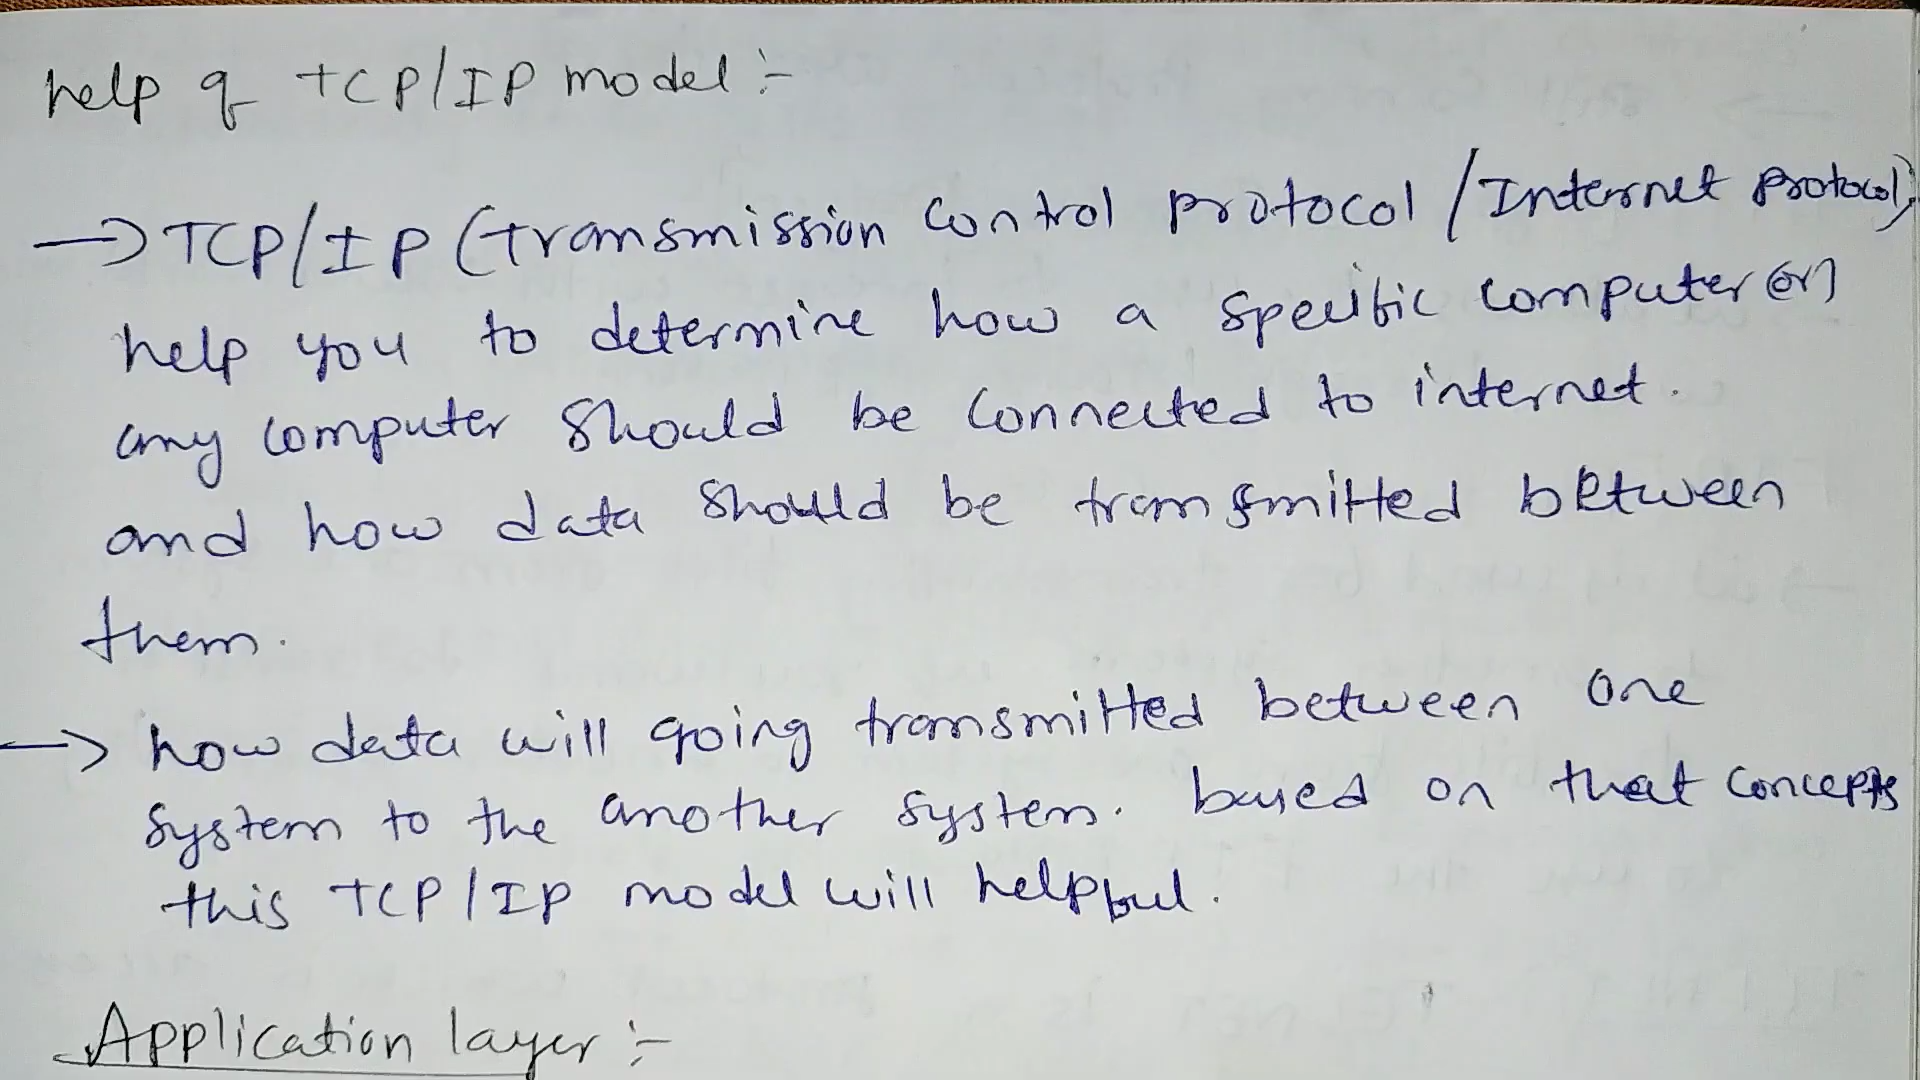 help of TCP/IP model :-
→ TCP/IP (Transmission Control protocol / Internet protocol)
help you to determine how a specific computer (or)
any computer should be connected to internet.
and how data should be transmitted between
them.
→ how data will going transmitted between one
system to the another system. based on that concepts
this TCP/IP model will helpful.
Application layer :-